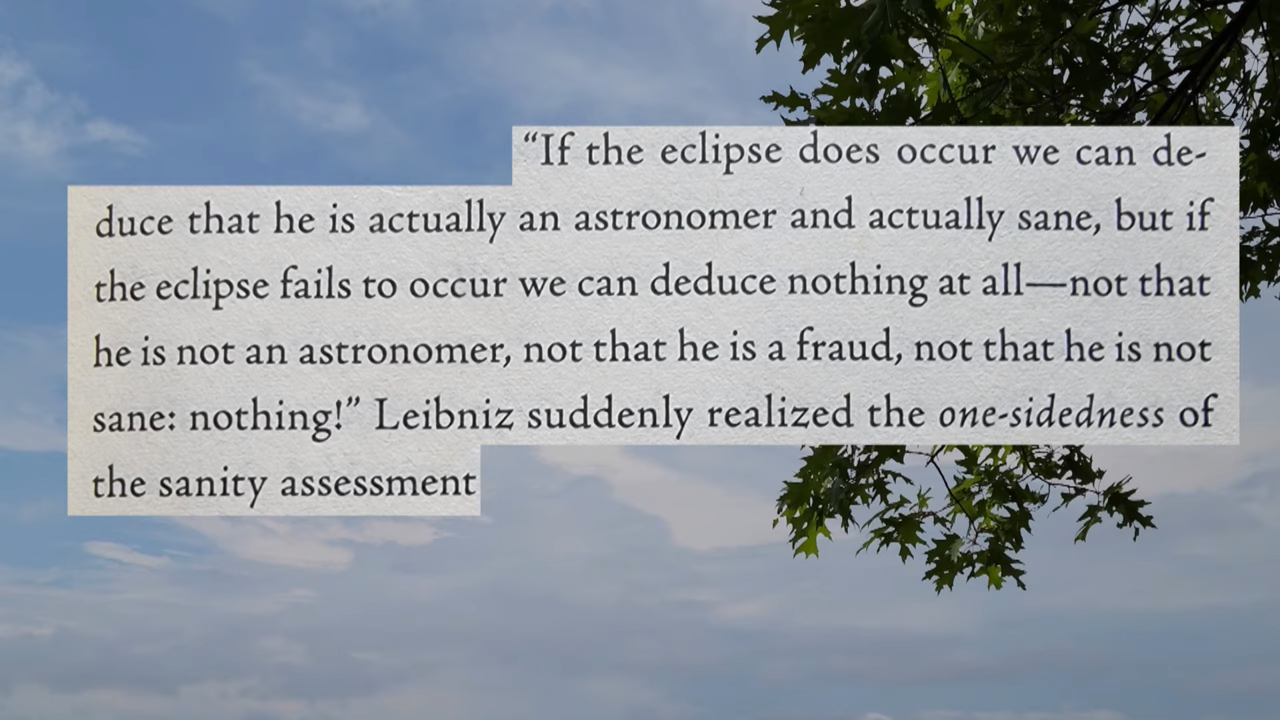 “If the eclipse does occur we can de-
duce that he is actually an astronomer and actually sane, but if
the eclipse fails to occur we can deduce nothing at all—not that
he is not an astronomer, not that he is a fraud, not that he is not
sane: nothing!” Leibniz suddenly realized the one-sidedness of
the sanity assessment